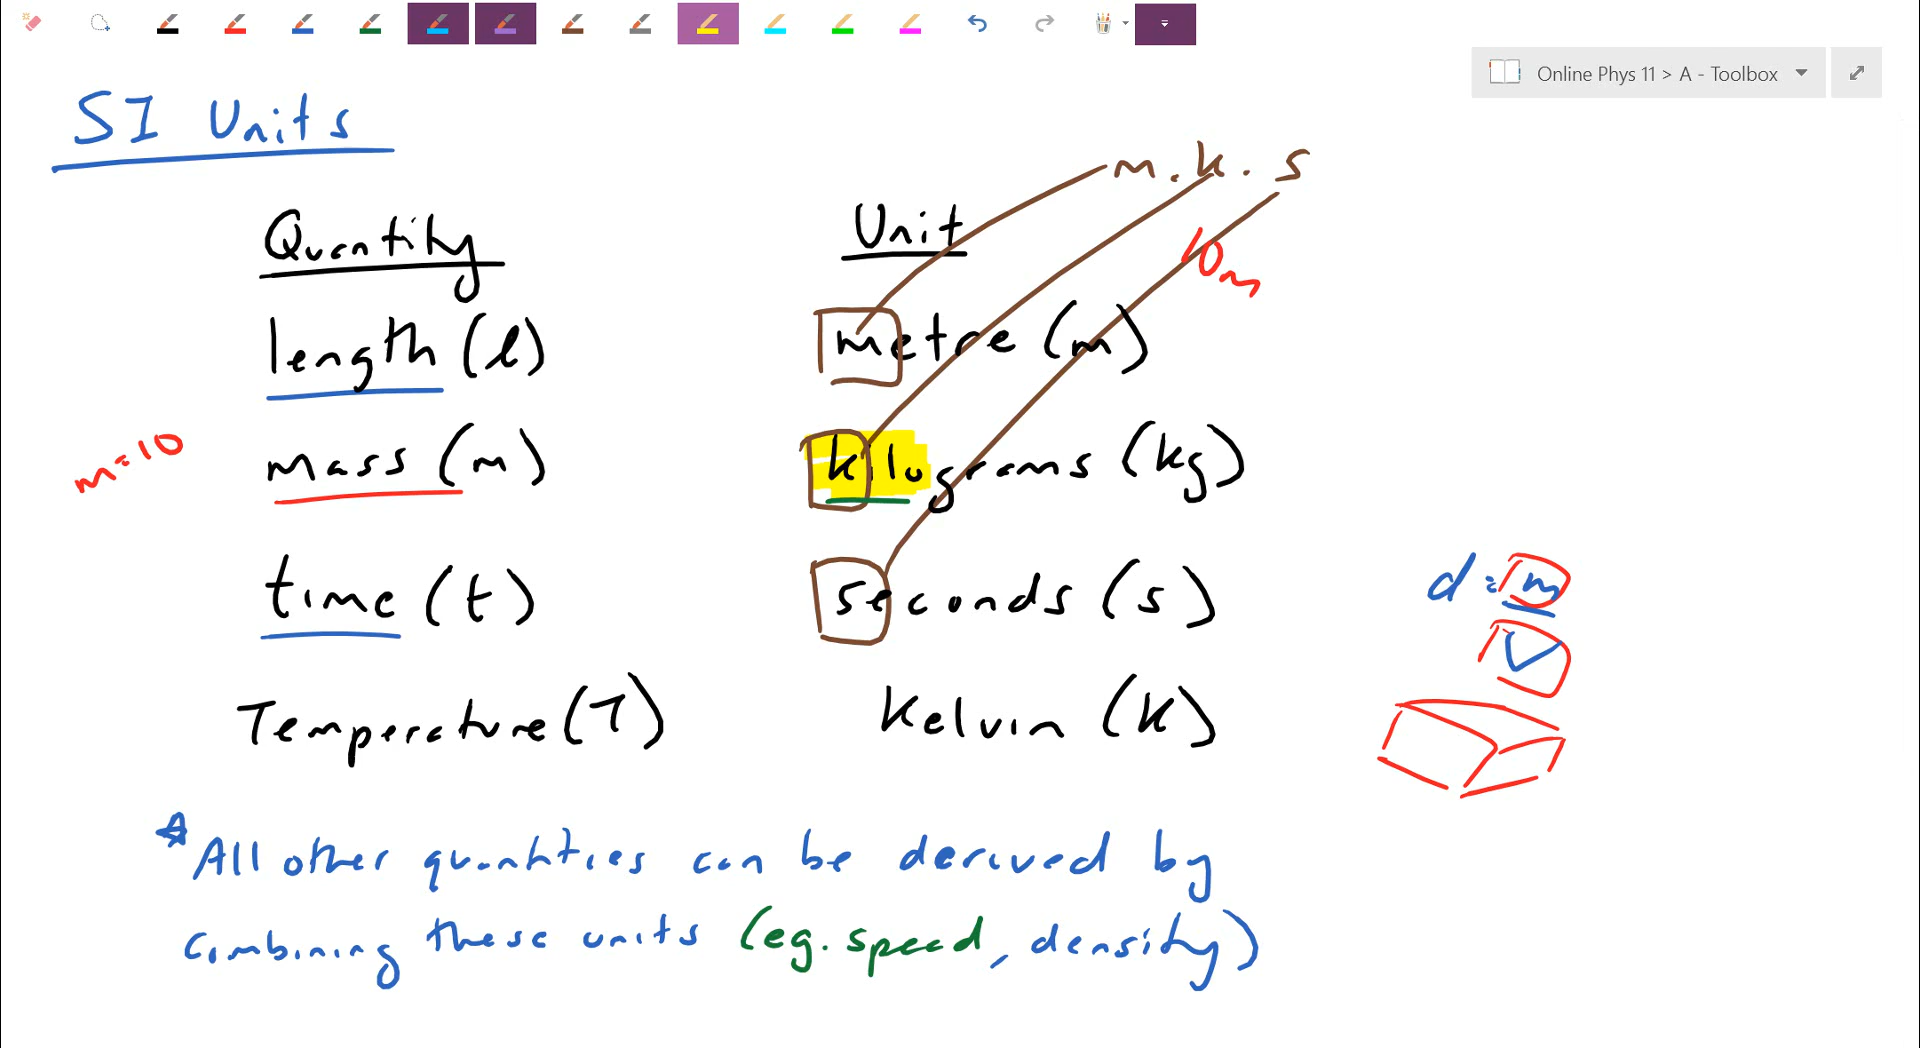 Online Phys 11 > A - Toolbox
SI Units
m.k.s
Quantity Unit
10m
length (l) metre (m)
m=10
mass (m) kilograms (kg)
time (t) seconds (s)
d = m
V
Temperature (T) Kelvin (K)
All other quantities can be derived by
combining these units (eg. speed, density)